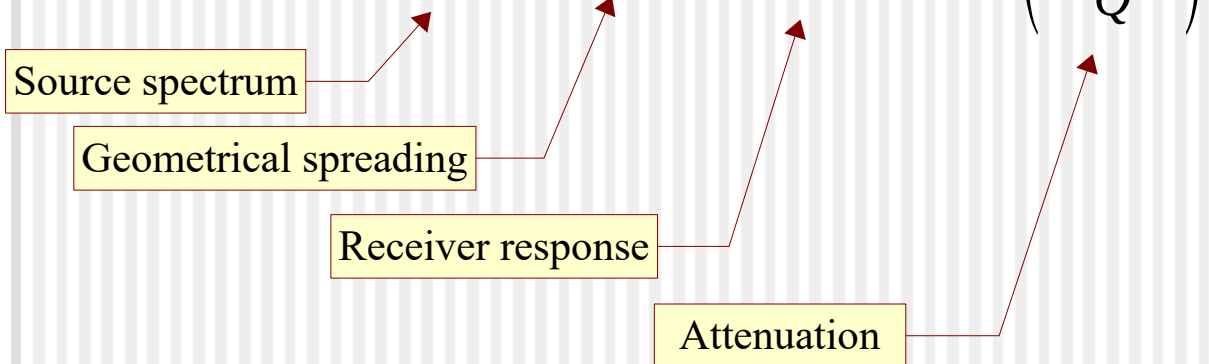 ( Q )
Source spectrum
Geometrical spreading
Receiver response
Attenuation